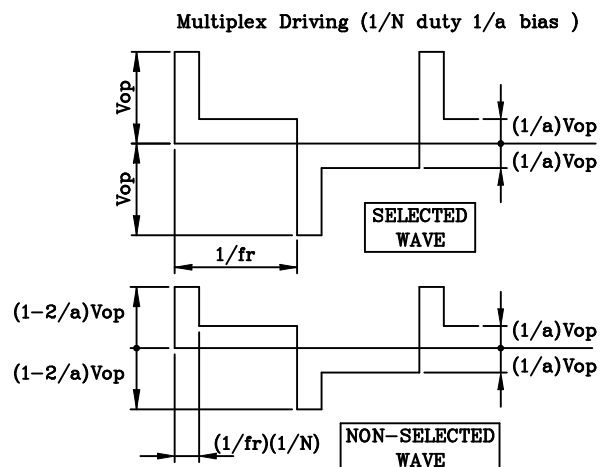 Multiplex Driving (1/N duty 1/a bias )
Vop
Vop
(1/a)Vop
(1/a)Vop
SELECTED
WAVE
1/fr
(1-2/a)Vop
(1-2/a)Vop
(1/a)Vop
(1/a)Vop
(1/fr)(1/N)
NON-SELECTED
WAVE